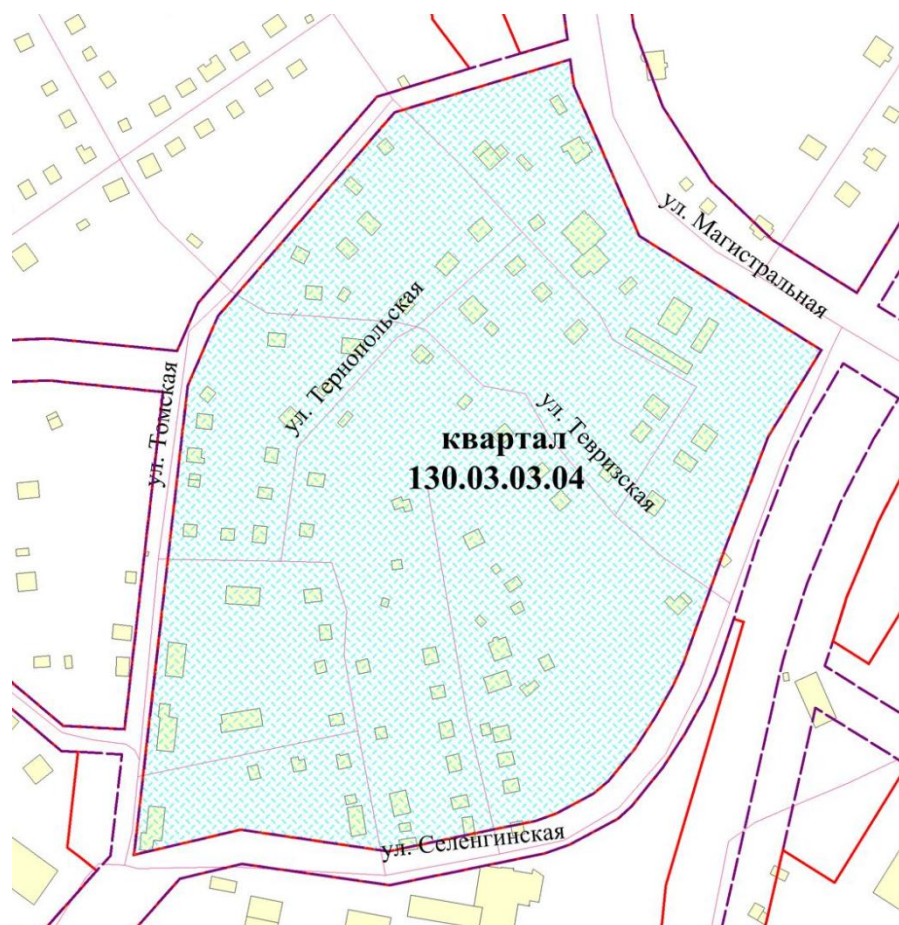 ул. Магистральная
ул. Тернопольская
ул. Томская
ул. Тевризская
квартал
130.03.03.04
ул. Селенгинская